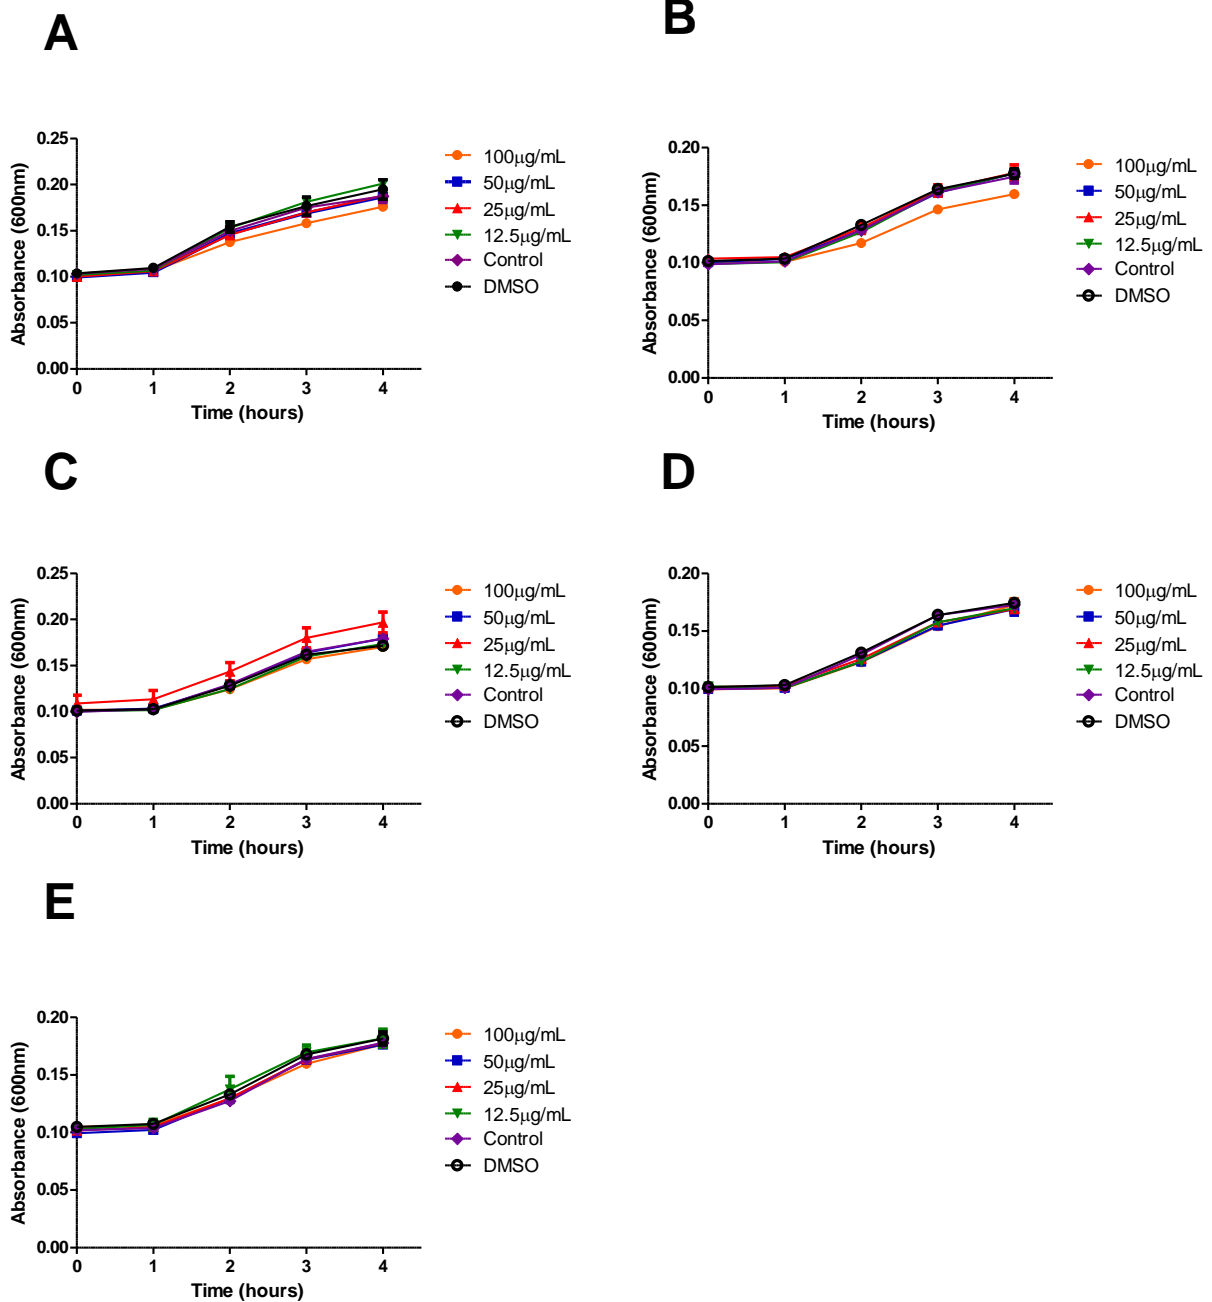 A
0.25
0.20
0.15
0.10
0.05
0.00
0 1 2 3 4
Absorbance (600nm)
Time (hours)
100μg/mL
50μg/mL
25μg/mL
12.5μg/mL
Control
DMSO
B
0.20
0.15
0.10
0.05
0.00
0 1 2 3 4
Absorbance (600nm)
Time (hours)
100μg/mL
50μg/mL
25μg/mL
12.5μg/mL
Control
DMSO
C
0.25
0.20
0.15
0.10
0.05
0.00
0 1 2 3 4
Absorbance (600nm)
Time (hours)
100μg/mL
50μg/mL
25μg/mL
12.5μg/mL
Control
DMSO
D
0.20
0.15
0.10
0.05
0.00
0 1 2 3 4
Absorbance (600nm)
Time (hours)
100μg/mL
50μg/mL
25μg/mL
12.5μg/mL
Control
DMSO
E
0.20
0.15
0.10
0.05
0.00
0 1 2 3 4
Absorbance (600nm)
Time (hours)
100μg/mL
50μg/mL
25μg/mL
12.5μg/mL
Control
DMSO